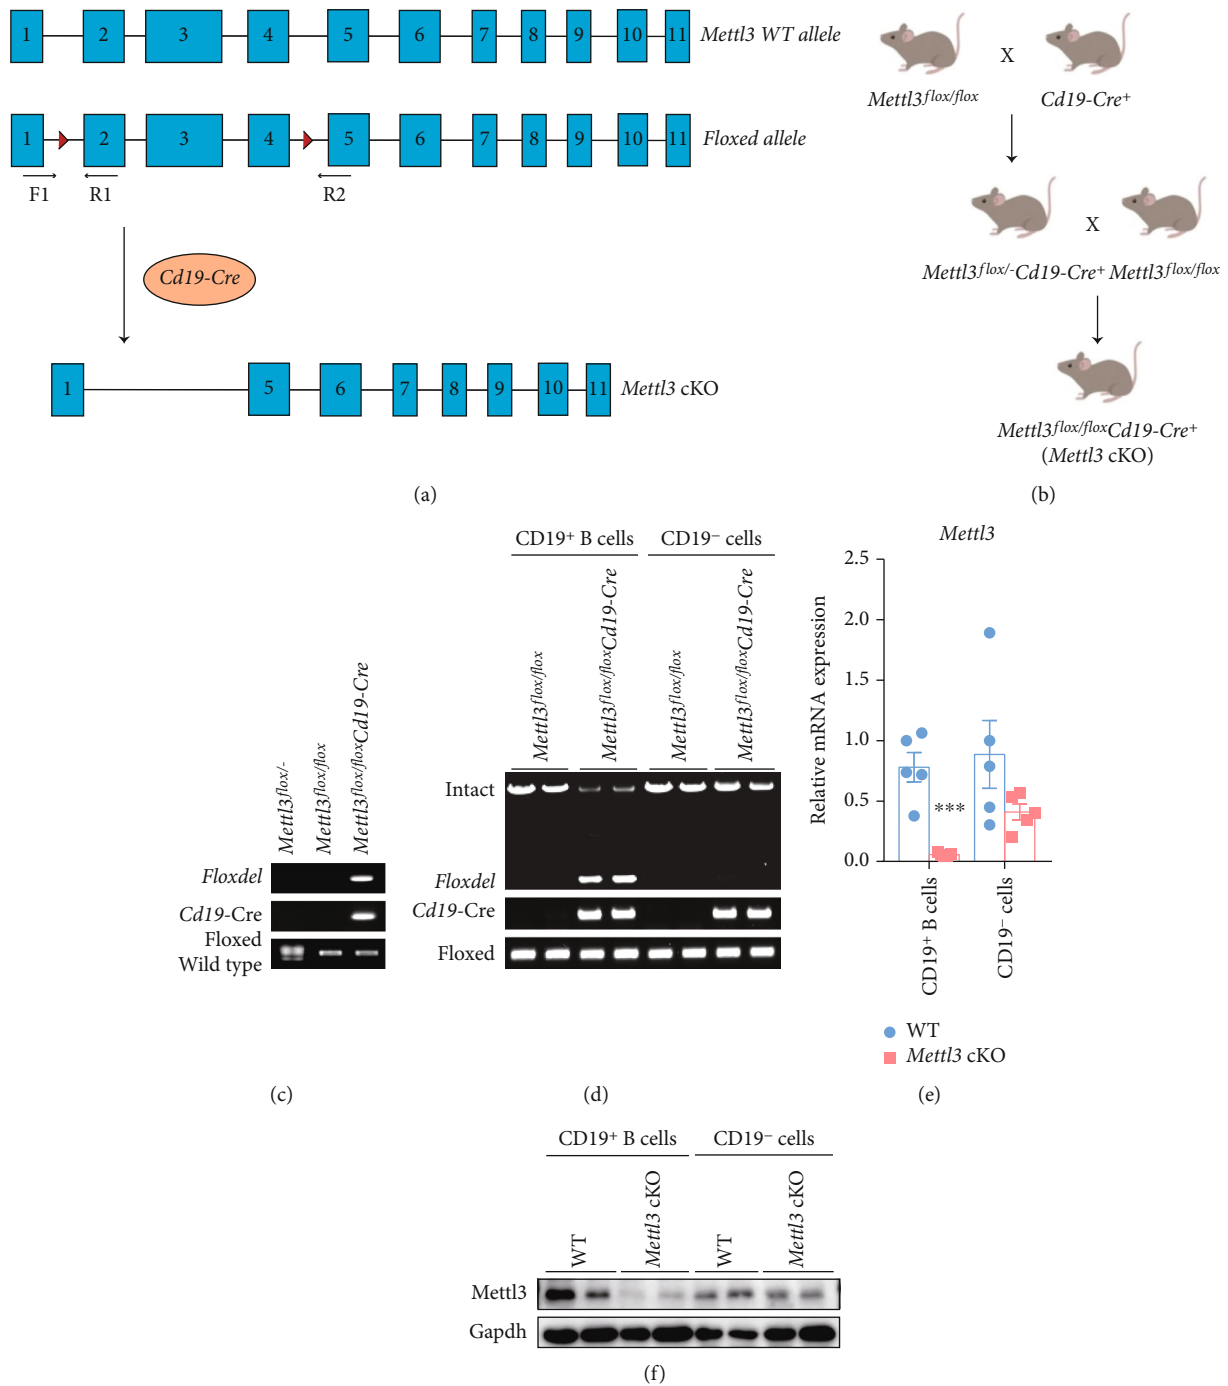 1 2 3 4 5 6 7 8 9 10 11 Mettl3 WT allele
1 2 3 4 5 6 7 8 9 10 11 Floxed allele
F1 R1 R2
Cd19-Cre
1 5 6 7 8 9 10 11 Mettl3 cKO
(a)
X
Mettl3flox/flox Cd19-Cre+
X
Mettl3flox/-Cd19-Cre+ Mettl3flox/flox
Mettl3flox/floxCd19-Cre+
(Mettl3 cKO)
(b)
Mettl3flox/-
Mettl3flox/flox
Mettl3flox/floxCd19-Cre
Floxdel
Cd19-Cre
Floxed
Wild type
(c)
CD19+ B cells CD19− cells
Mettl3flox/flox
Mettl3flox/floxCd19-Cre
Mettl3flox/flox
Mettl3flox/floxCd19-Cre
Intact
Floxdel
Cd19-Cre
Floxed
(d)
Mettl3
Relative mRNA expression
2.5
2.0
1.5
1.0
0.5
0.0
***
CD19+ B cells
CD19− cells
WT
Mettl3 cKO
(e)
CD19+ B cells CD19− cells
WT
Mettl3 cKO
WT
Mettl3 cKO
Mettl3
Gapdh
(f)